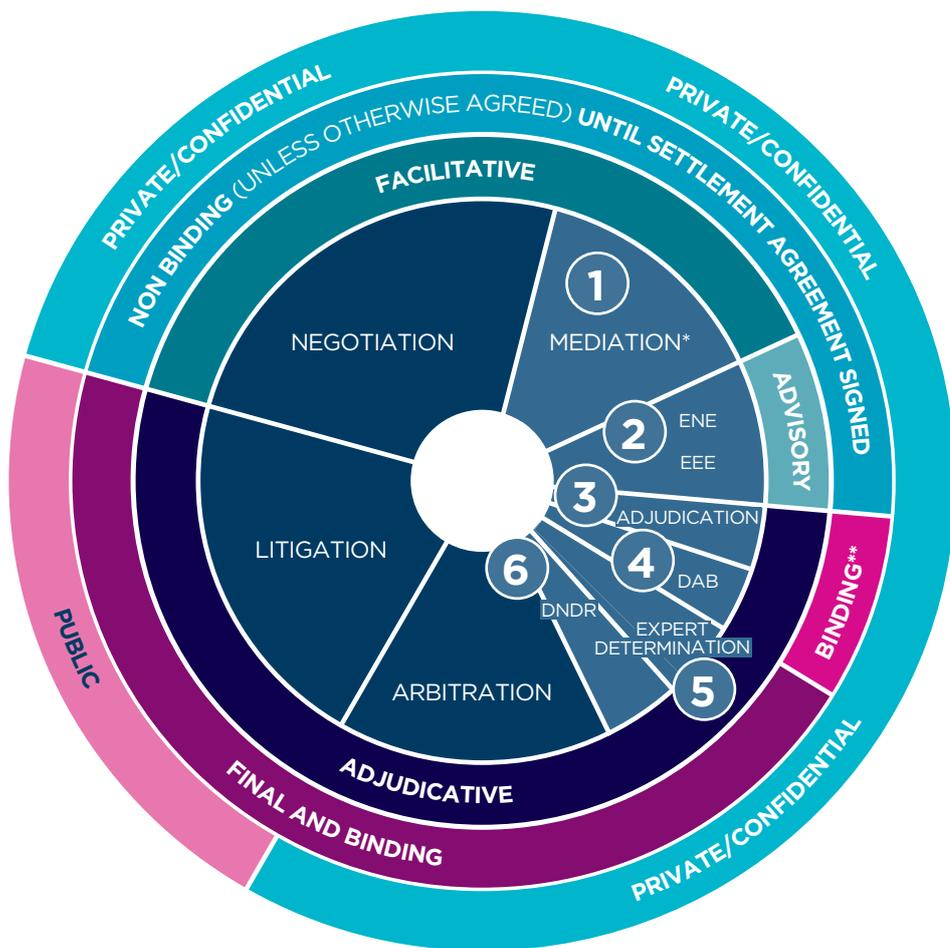 PRIVATE/CONFIDENTIAL
PRIVATE/CONFIDENTIAL
NON BINDING (UNLESS OTHERWISE AGREED) UNTIL SETTLEMENT AGREEMENT SIGNED
FACILITATIVE
ADVISORY
NEGOTIATION
1
MEDIATION*
2
ENE
EEE
3
ADJUDICATION
4
DAB
EXPERT
DETERMINATION
5
6
DNDR
LITIGATION
ARBITRATION
ADJUDICATIVE
BINDING**
FINAL AND BINDING
PUBLIC
PRIVATE/CONFIDENTIAL